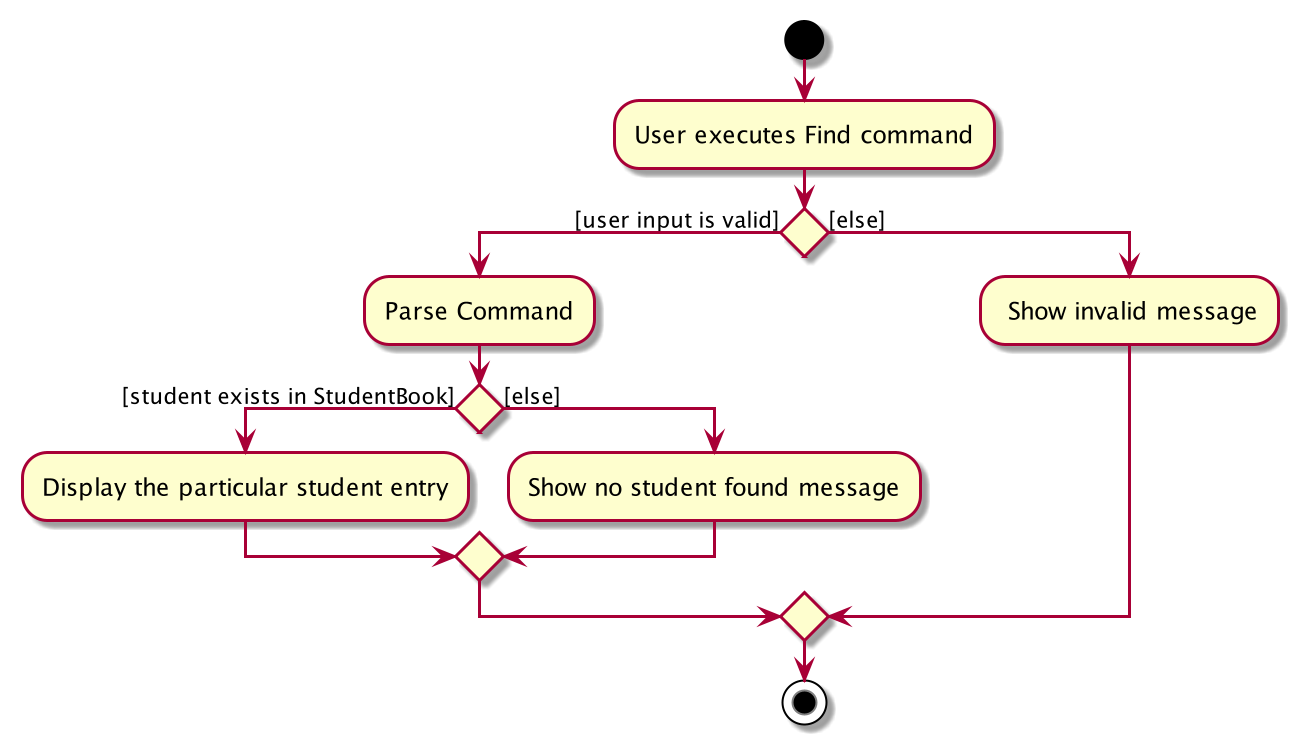 User executes Find command
[user input is valid]
[else]
Parse Command
Show invalid message
[student exists in StudentBook]
[else]
Display the particular student entry
Show no student found message